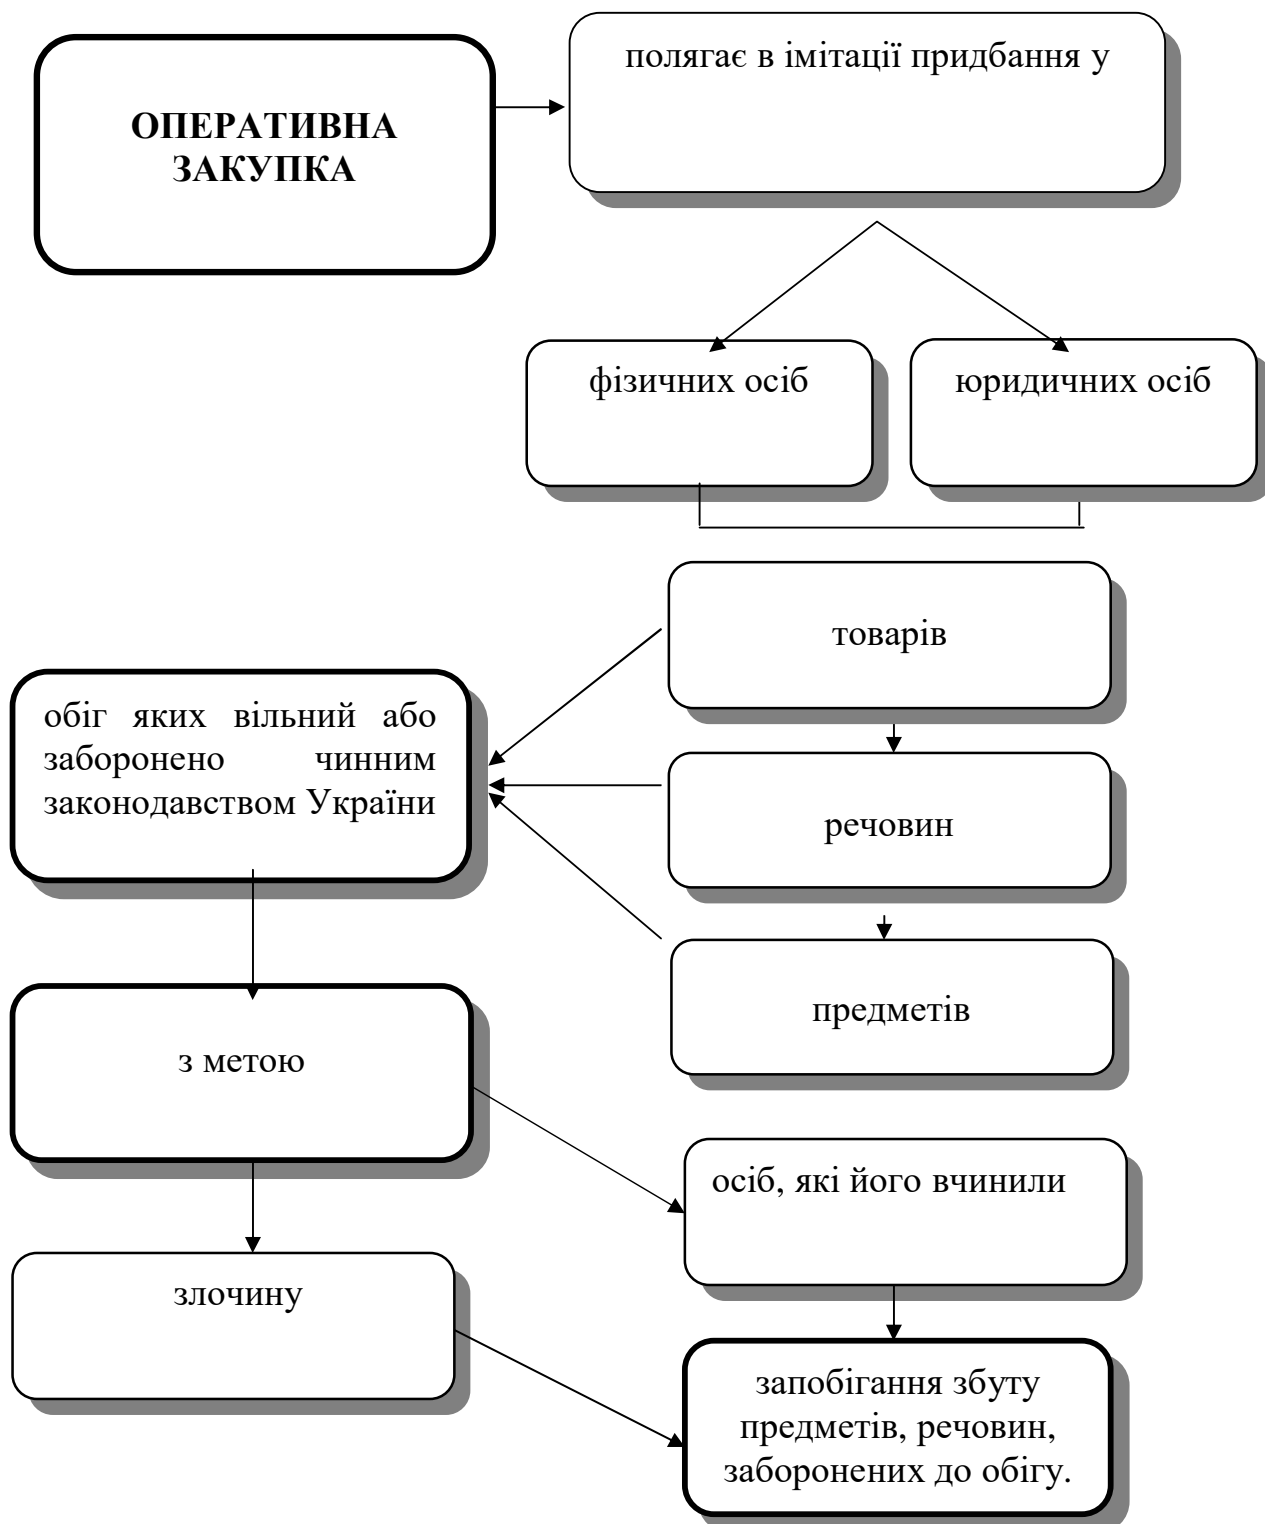 ОПЕРАТИВНА
ЗАКУПКА
полягає в імітації придбання у
фізичних осіб
юридичних осіб
товарів
обіг яких вільний або
заборонено чинним
законодавством України
речовин
предметів
з метою
осіб, які його вчинили
злочину
запобігання збуту
предметів, речовин,
заборонених до обігу.